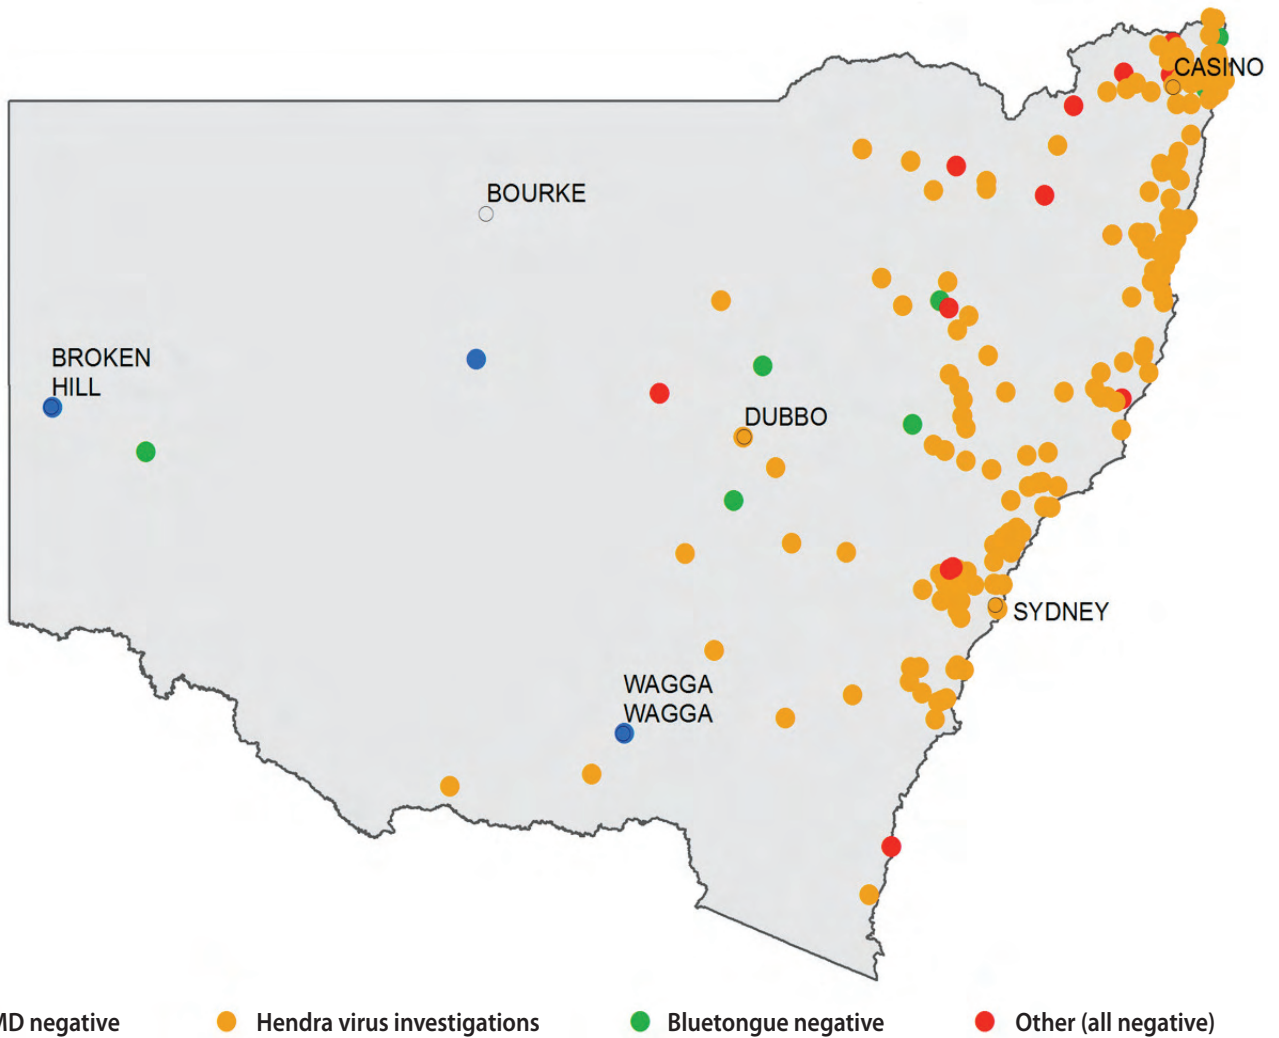 CASINO
BOURKE
BROKEN
HILL
DUBBO
SYDNEY
WAGGA
WAGGA
MD negative
Hendra virus investigations
Bluetongue negative
Other (all negative)